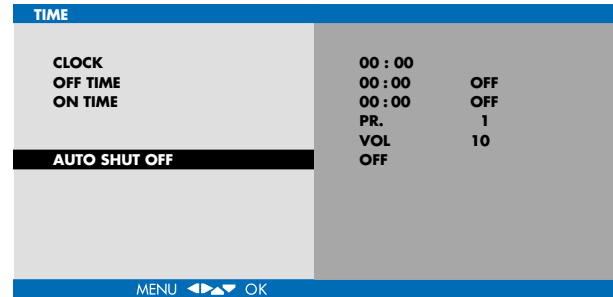 TIME
CLOCK 00 : 00
OFF TIME 00 : 00 OFF
ON TIME 00 : 00 OFF
PR. 1
VOL 10
AUTO SHUT OFF OFF
MENU ◀▶▲▼ OK